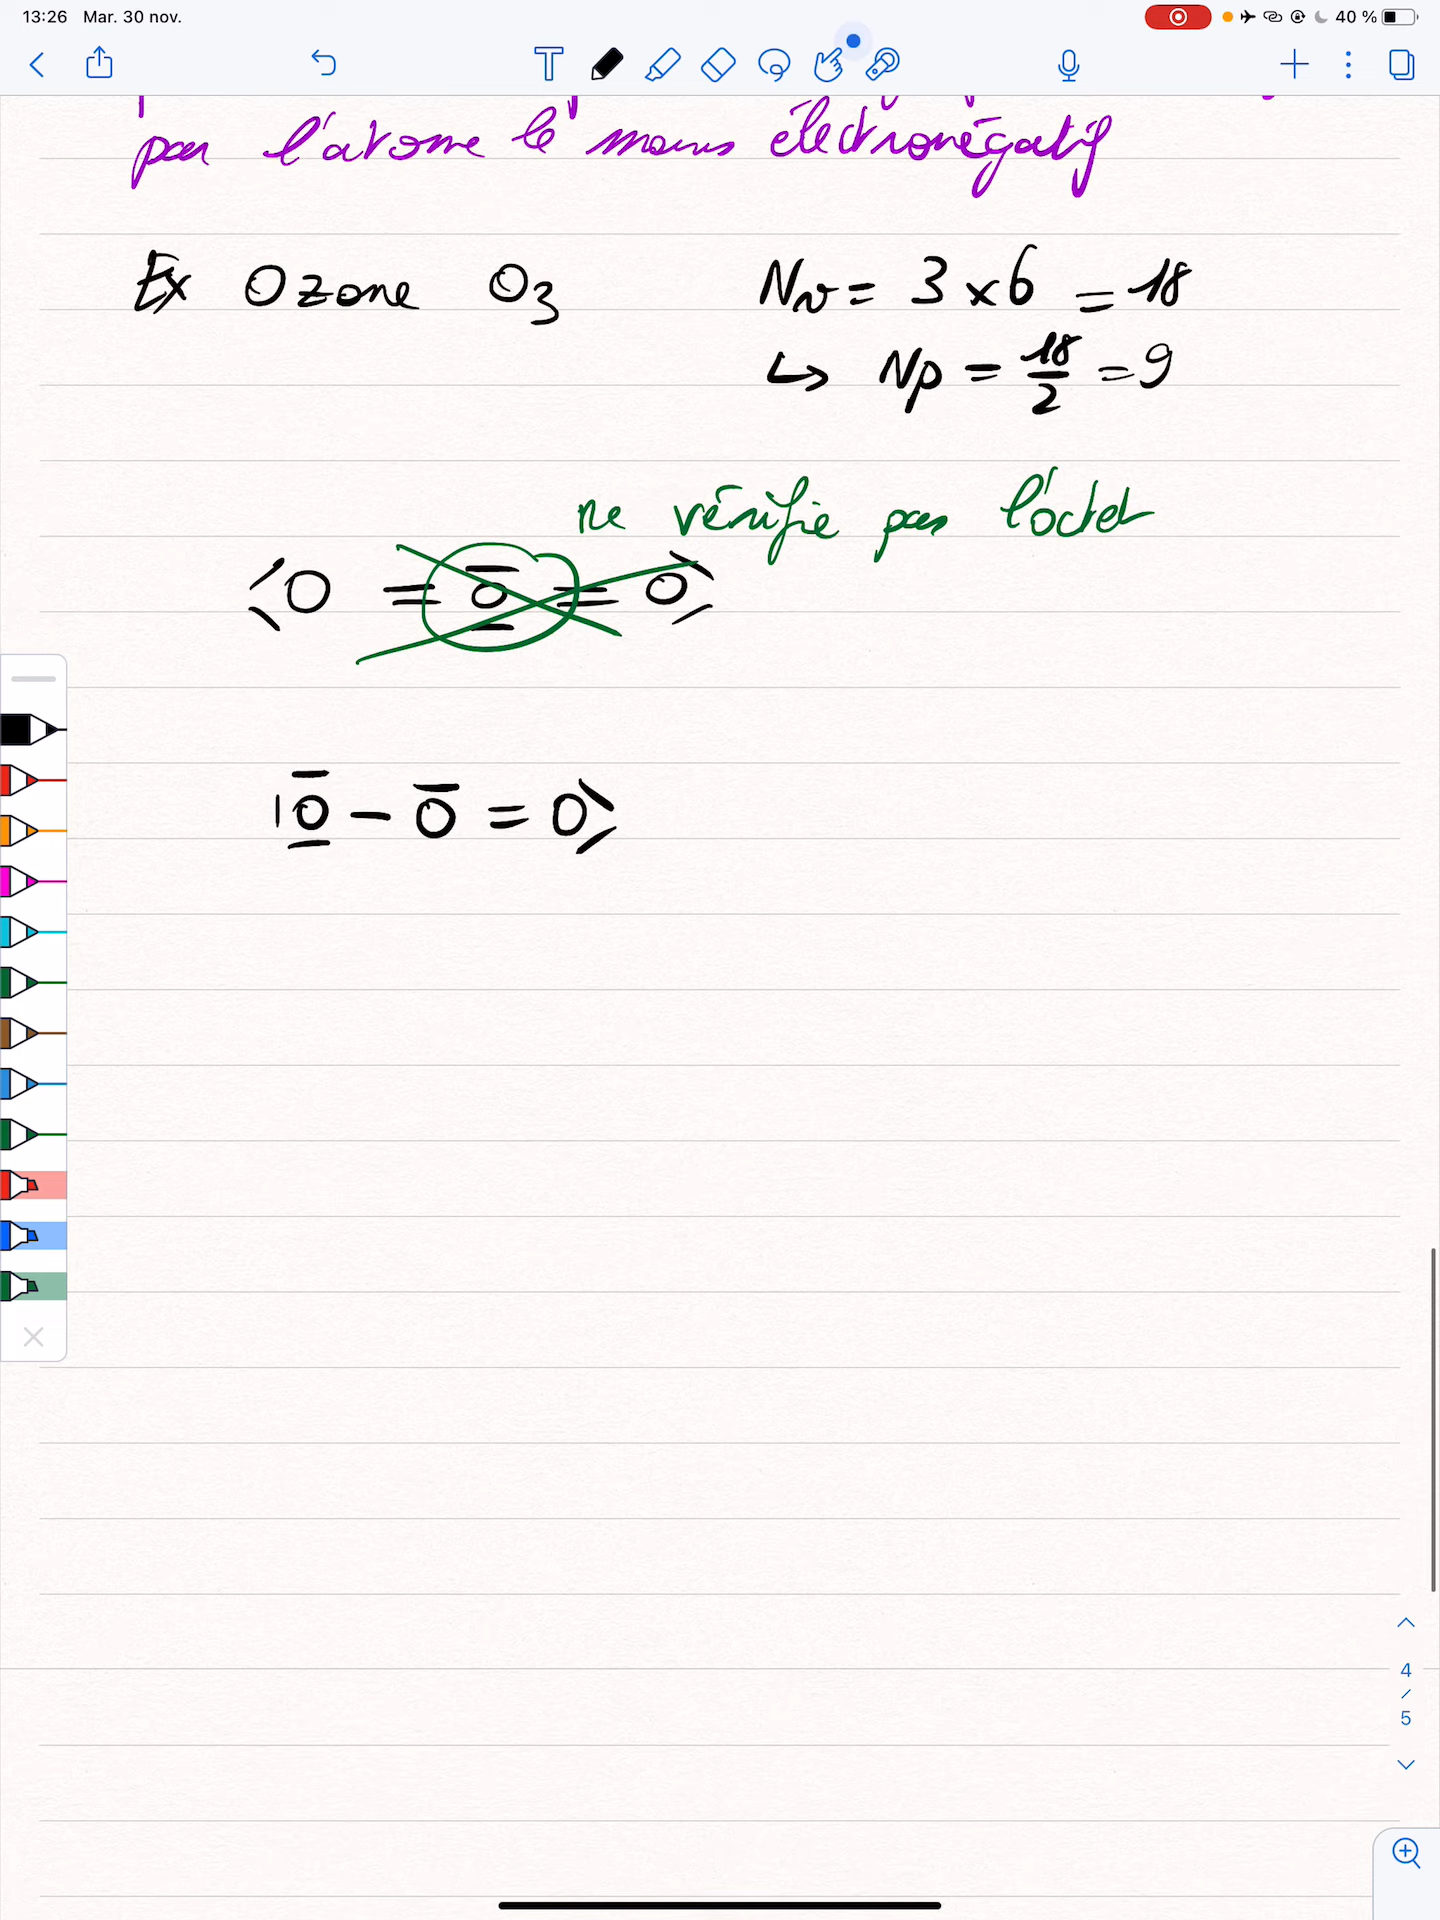 13:26 Mar. 30 nov. 40 %
par l'atome le moins électronégatif
Ex Ozone O3 Nv = 3 x 6 = 18
↳ Np = 18/2 = 9
ne vérifie pas l'octet
⟨O = O = O⟩
|O - O = O⟩
4
/
5